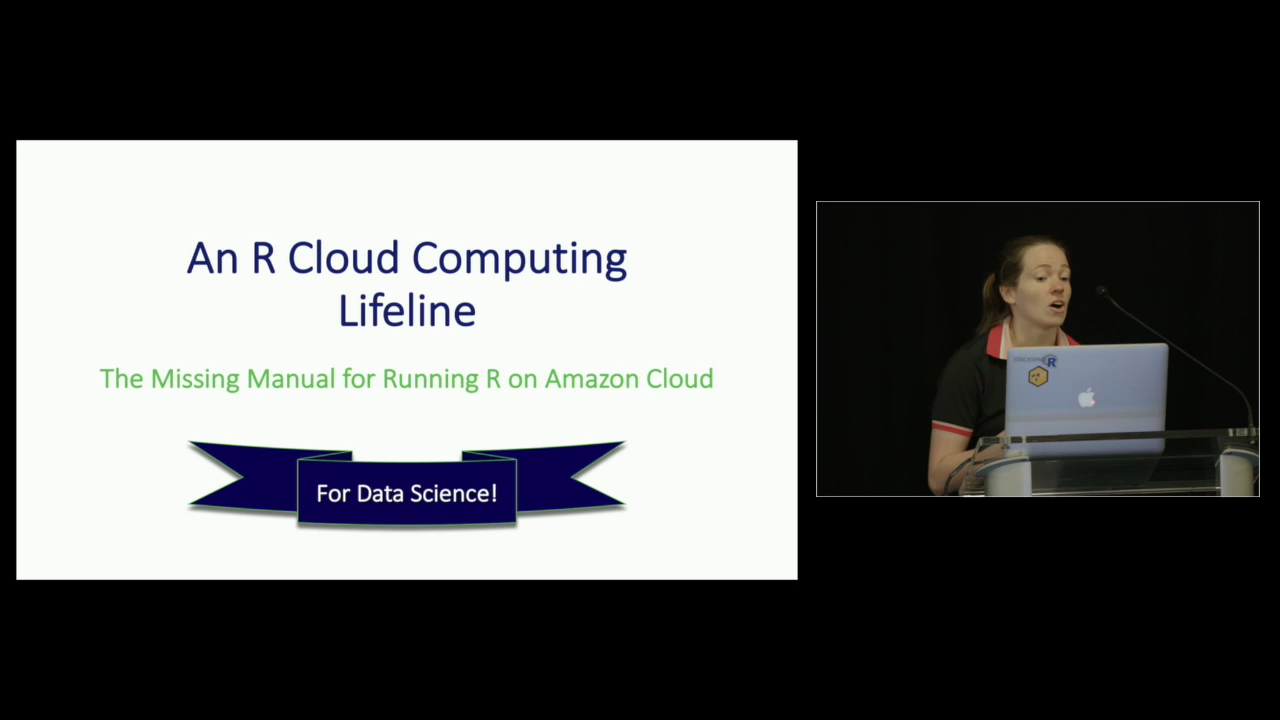 An R Cloud Computing
Lifeline
The Missing Manual for Running R on Amazon Cloud
For Data Science!
R